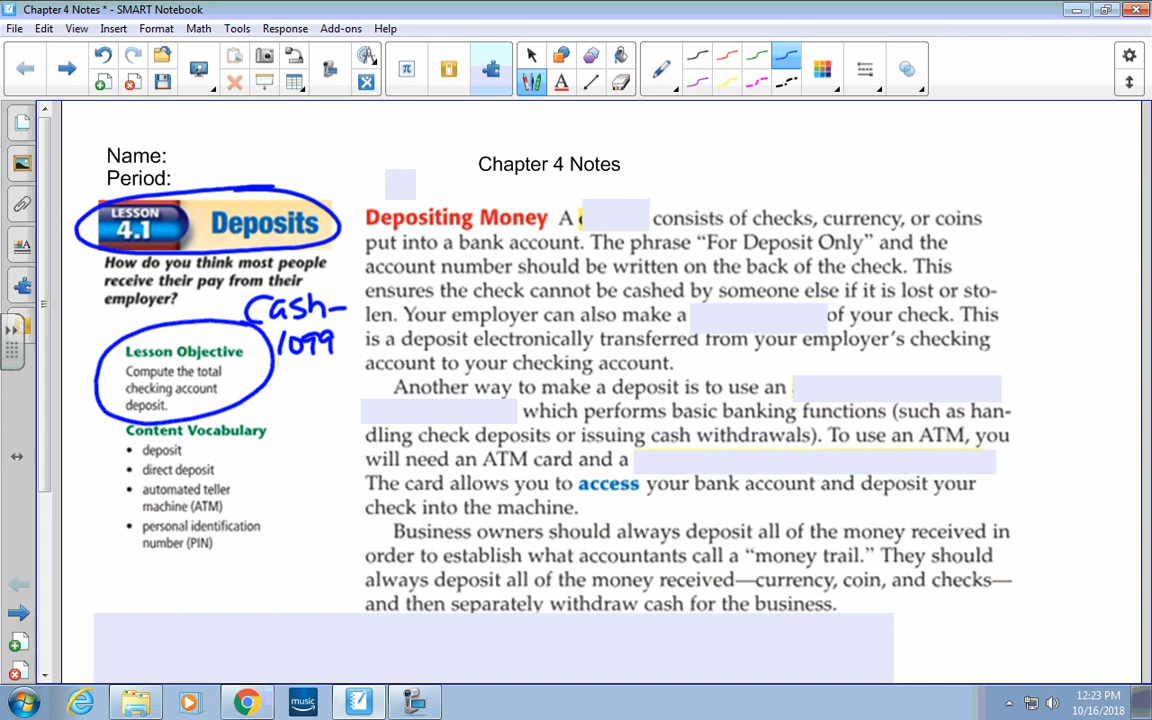 Chapter 4 Notes * - SMART Notebook
File Edit View Insert Format Math Tools Response Add-ons Help
Name:
Period:
Chapter 4 Notes
LESSON
4.1
Deposits
How do you think most people
receive their pay from their
employer?
Cash-
1099
Lesson Objective
Compute the total
checking account
deposit.
Content Vocabulary
• deposit
• direct deposit
• automated teller
machine (ATM)
• personal identification
number (PIN)
Depositing Money A consists of checks, currency, or coins
put into a bank account. The phrase “For Deposit Only” and the
account number should be written on the back of the check. This
ensures the check cannot be cashed by someone else if it is lost or sto-
len. Your employer can also make a of your check. This
is a deposit electronically transferred from your employer’s checking
account to your checking account.
Another way to make a deposit is to use an
which performs basic banking functions (such as han-
dling check deposits or issuing cash withdrawals). To use an ATM, you
will need an ATM card and a
The card allows you to access your bank account and deposit your
check into the machine.
Business owners should always deposit all of the money received in
order to establish what accountants call a “money trail.” They should
always deposit all of the money received—currency, coin, and checks—
and then separately withdraw cash for the business.
music
12:23 PM
10/16/2018